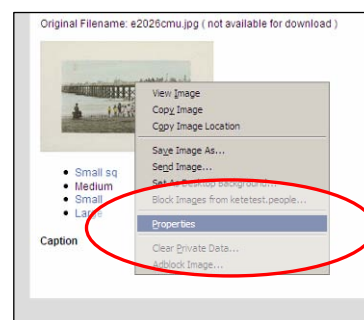 Original Filename: e2026cmu.jpg ( not available for download )
View Image
Copy Image
Copy Image Location
Save Image As...
Send Image...
Set As Desktop Background...
Block Images from ketetest.people...
Properties
Clear Private Data...
Adblock Image...
Small sq
Medium
Small
Large
Caption